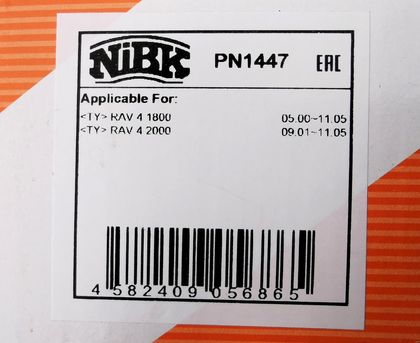 NiBK PN1447 EAC
Applicable For:
<TY> RAV 4 1800 05.00~11.05
<TY> RAV 4 2000 09.01~11.05
4 582409 056865